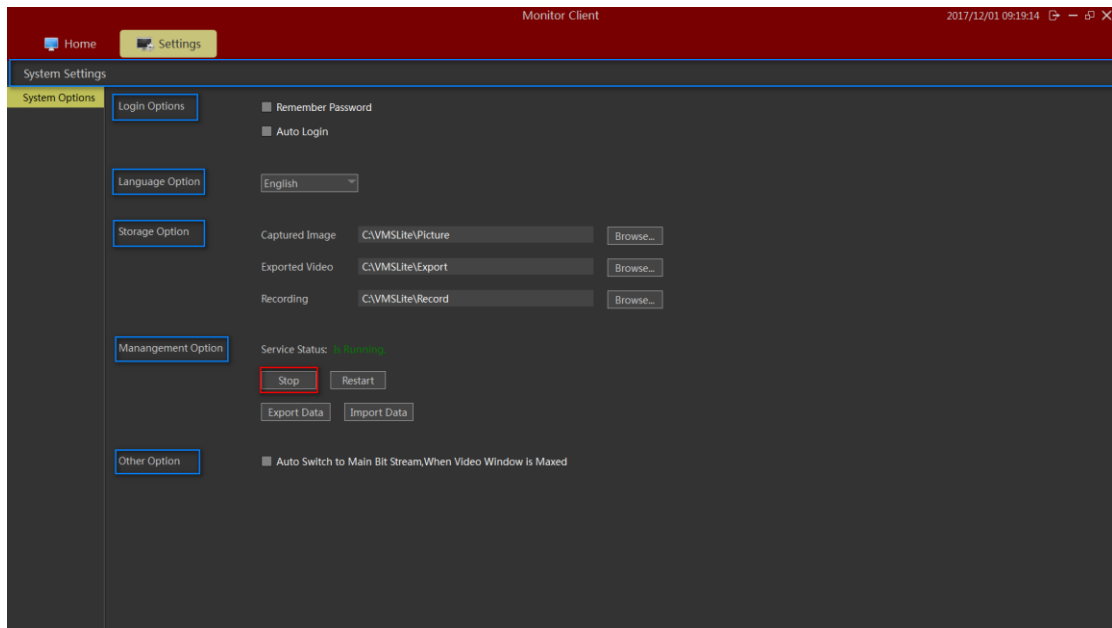 Monitor Client
2017/12/01 09:19:14
Home
Settings
System Settings
System Options
Login Options
Remember Password
Auto Login
Language Option
English
Storage Option
Captured Image C:\VMSLite\Picture Browse...
Exported Video C:\VMSLite\Export Browse...
Recording C:\VMSLite\Record Browse...
Manangement Option
Service Status: Is Running.
Stop Restart
Export Data Import Data
Other Option
Auto Switch to Main Bit Stream,When Video Window is Maxed